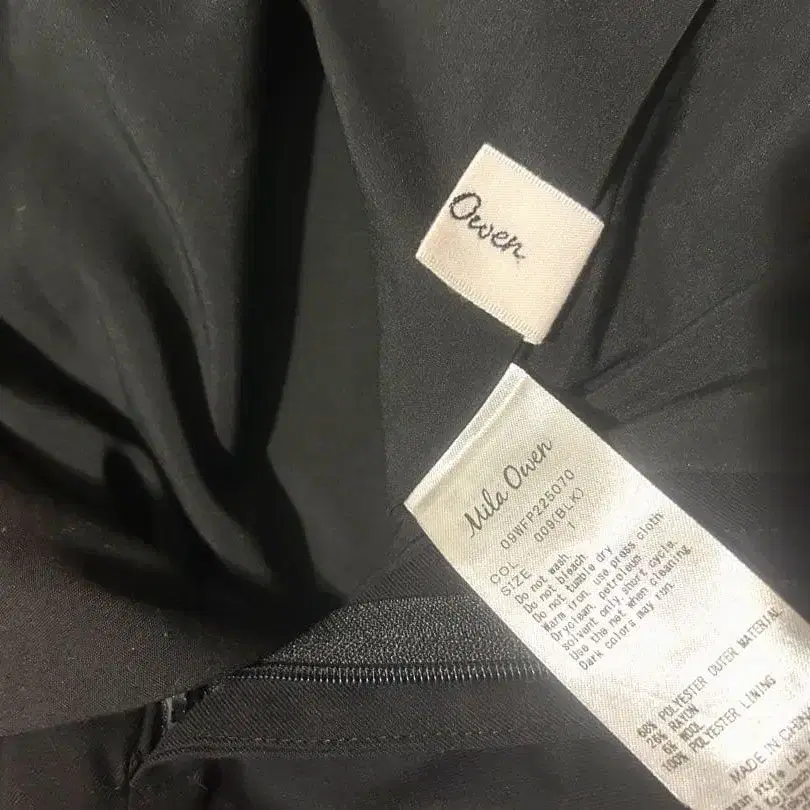 Owen
Mila Owen
09WFP225070
COL 009(BLK)
SIZE 1
Do not wash
Do not bleach
Do not tumble dry
Warm iron, use press cloth
Dryclean, petroleum
solvent only, short cycle.
Use the net when cleaning
Dark colors may run
68% POLYESTER OUTER MATERIAL
26% RAYON
6% WOOL
100% POLYESTER LINING
MADE IN CHI
style